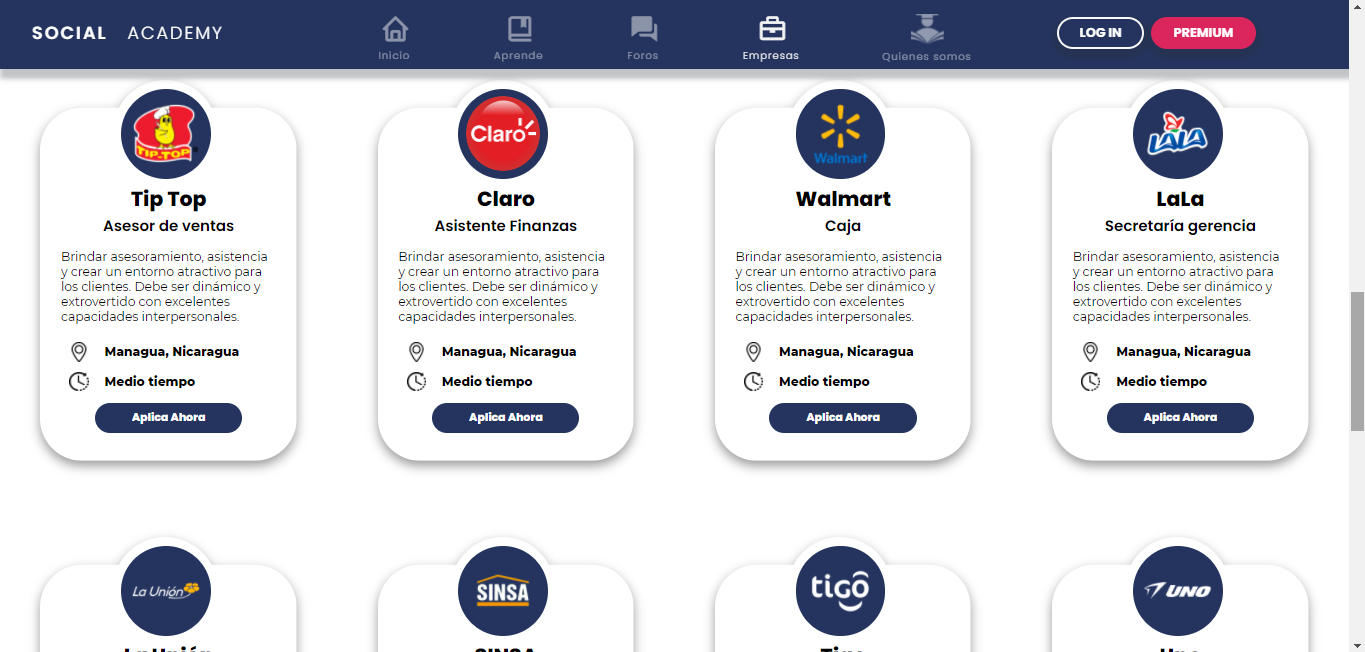 SOCIAL ACADEMY
Inicio
Aprende
Foros
Empresas
Quienes somos
LOG IN
PREMIUM
TIP-TOP
Tip Top
Asesor de ventas
Brindar asesoramiento, asistencia
y crear un entorno atractivo para
los clientes. Debe ser dinámico y
extrovertido con excelentes
capacidades interpersonales.
Managua, Nicaragua
Medio tiempo
Aplica Ahora
Claro
Claro
Asistente Finanzas
Brindar asesoramiento, asistencia
y crear un entorno atractivo para
los clientes. Debe ser dinámico y
extrovertido con excelentes
capacidades interpersonales.
Managua, Nicaragua
Medio tiempo
Aplica Ahora
Walmart
Walmart
Caja
Brindar asesoramiento, asistencia
y crear un entorno atractivo para
los clientes. Debe ser dinámico y
extrovertido con excelentes
capacidades interpersonales.
Managua, Nicaragua
Medio tiempo
Aplica Ahora
LALA
LaLa
Secretaría gerencia
Brindar asesoramiento, asistencia
y crear un entorno atractivo para
los clientes. Debe ser dinámico y
extrovertido con excelentes
capacidades interpersonales.
Managua, Nicaragua
Medio tiempo
Aplica Ahora
La Unión
La Unión
SINSA
SINSA
tigo
Tigo
UNO
Uno